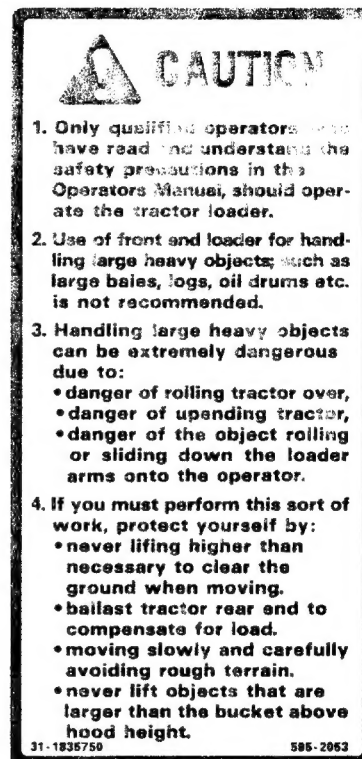 CAUTION
1. Only qualified operators who
have read and understand the
safety precautions in the
Operators Manual, should oper-
ate the tractor loader.
2. Use of front end loader for hand-
ling large heavy objects, such as
large bales, logs, oil drums etc.
is not recommended.
3. Handling large heavy objects
can be extremely dangerous
due to:
• danger of rolling tractor over,
• danger of upending tractor,
• danger of the object rolling
or sliding down the loader
arms onto the operator.
4. If you must perform this sort of
work, protect yourself by:
• never lifing higher than
necessary to clear the
ground when moving.
• ballast tractor rear end to
compensate for load.
• moving slowly and carefully
avoiding rough terrain.
• never lift objects that are
larger than the bucket above
hood height.
31-1835750 595-2053